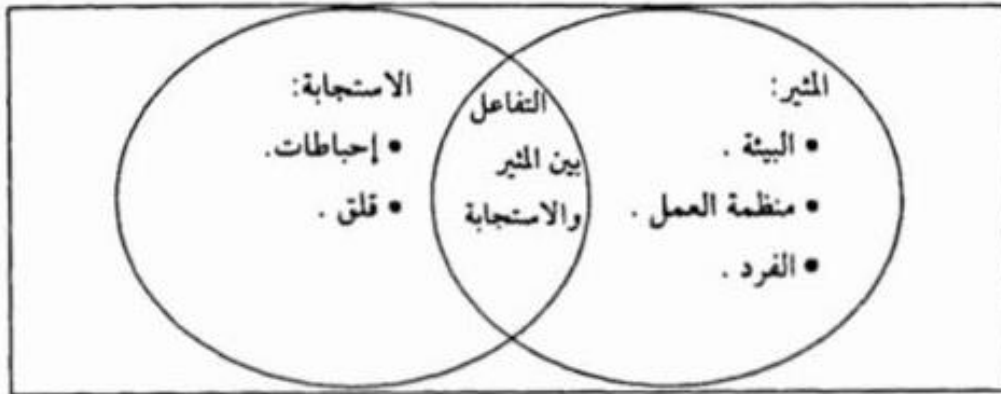 المثير:
• البيئة .
• منظمة العمل .
• الفرد .
التفاعل
بين المثير
والاستجابة
الاستجابة:
• إحباطات.
• قلق .